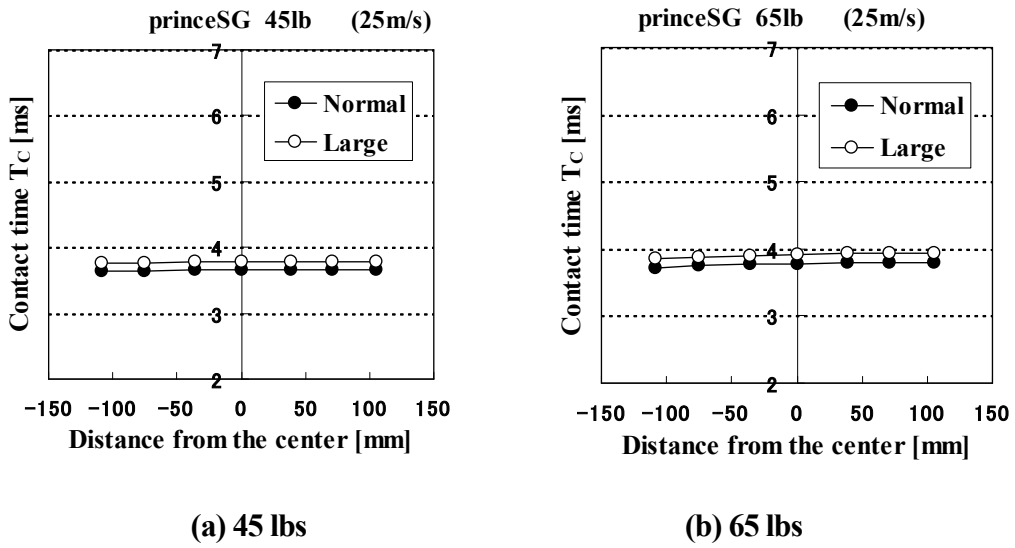 princeSG 45lb (25m/s)
7
6
5
4
3
2
Contact time TC [ms]
Normal
Large
-150 -100 -50 0 50 100 150
Distance from the center [mm]
(a) 45 lbs
princeSG 65lb (25m/s)
7
6
5
4
3
2
Contact time TC [ms]
Normal
Large
-150 -100 -50 0 50 100 150
Distance from the center [mm]
(b) 65 lbs